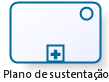 Plano de sustentação